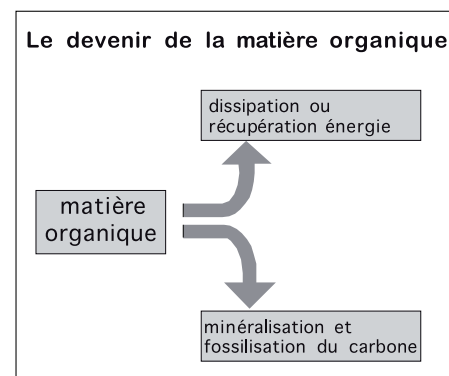 Le devenir de la matière organique
dissipation ou
récupération énergie
matière
organique
minéralisation et
fossilisation du carbone